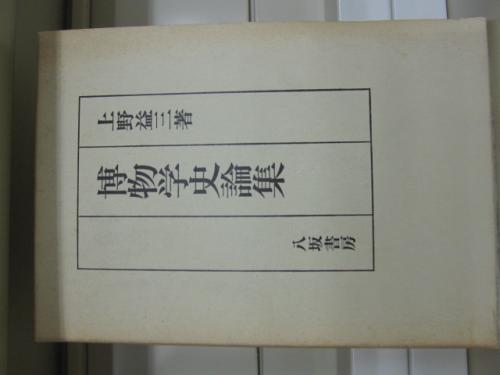 上野益三著
博物学史論集
八坂書房